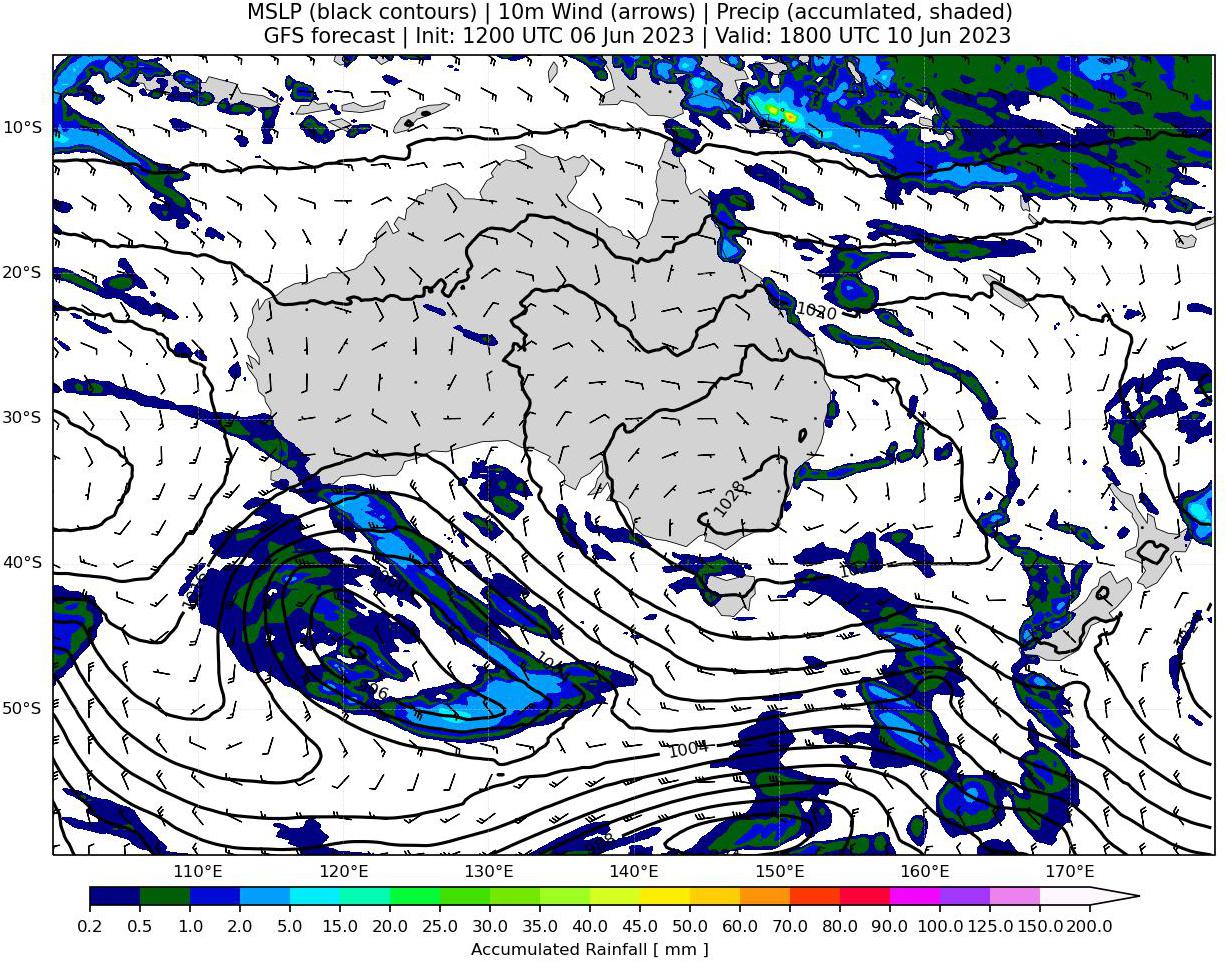 MSLP (black contours) | 10m Wind (arrows) | Precip (accumlated, shaded)
GFS forecast | Init: 1200 UTC 06 Jun 2023 | Valid: 1800 UTC 10 Jun 2023
10°S
20°S
1020
30°S
1028
40°S
50°S
1004
110°E 120°E 130°E 140°E 150°E 160°E 170°E
0.2 0.5 1.0 2.0 5.0 15.0 20.0 25.0 30.0 35.0 40.0 45.0 50.0 60.0 70.0 80.0 90.0 100.0 125.0 150.0 200.0
Accumulated Rainfall [ mm ]